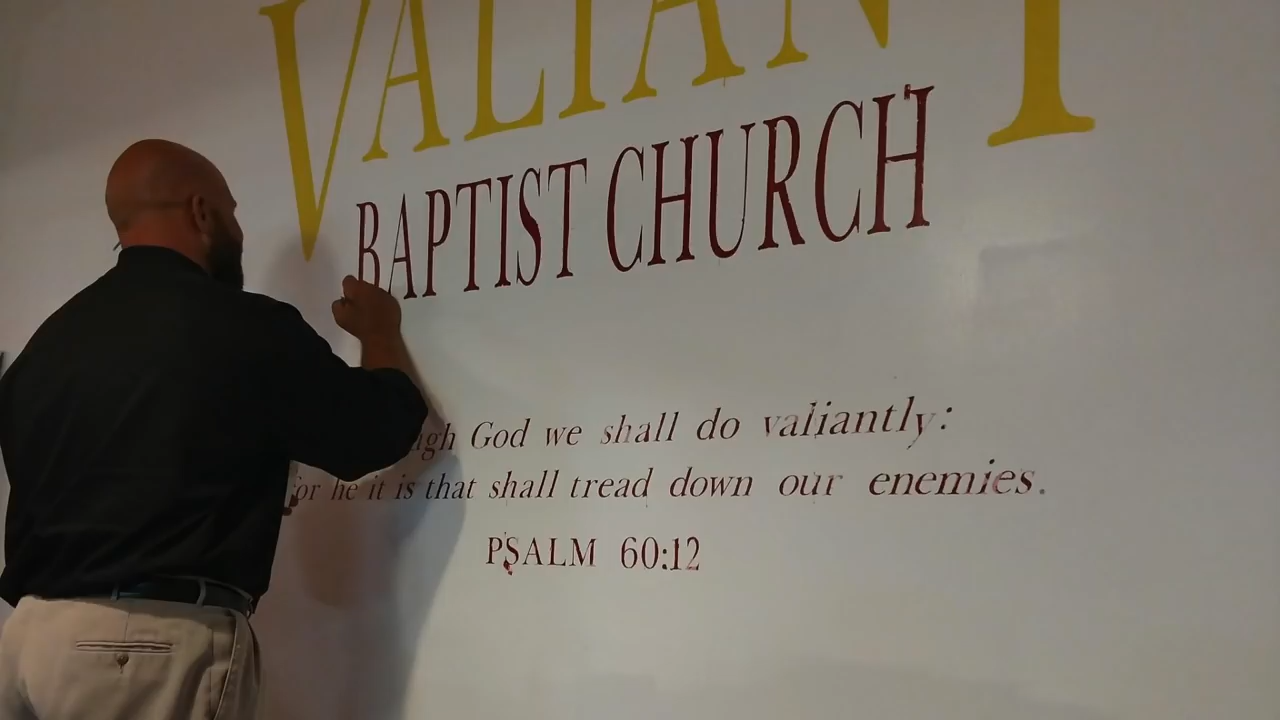 VALIANT
BAPTIST CHURCH
God we shall do valiantly:
for he it is that shall tread down our enemies.
PSALM 60:12